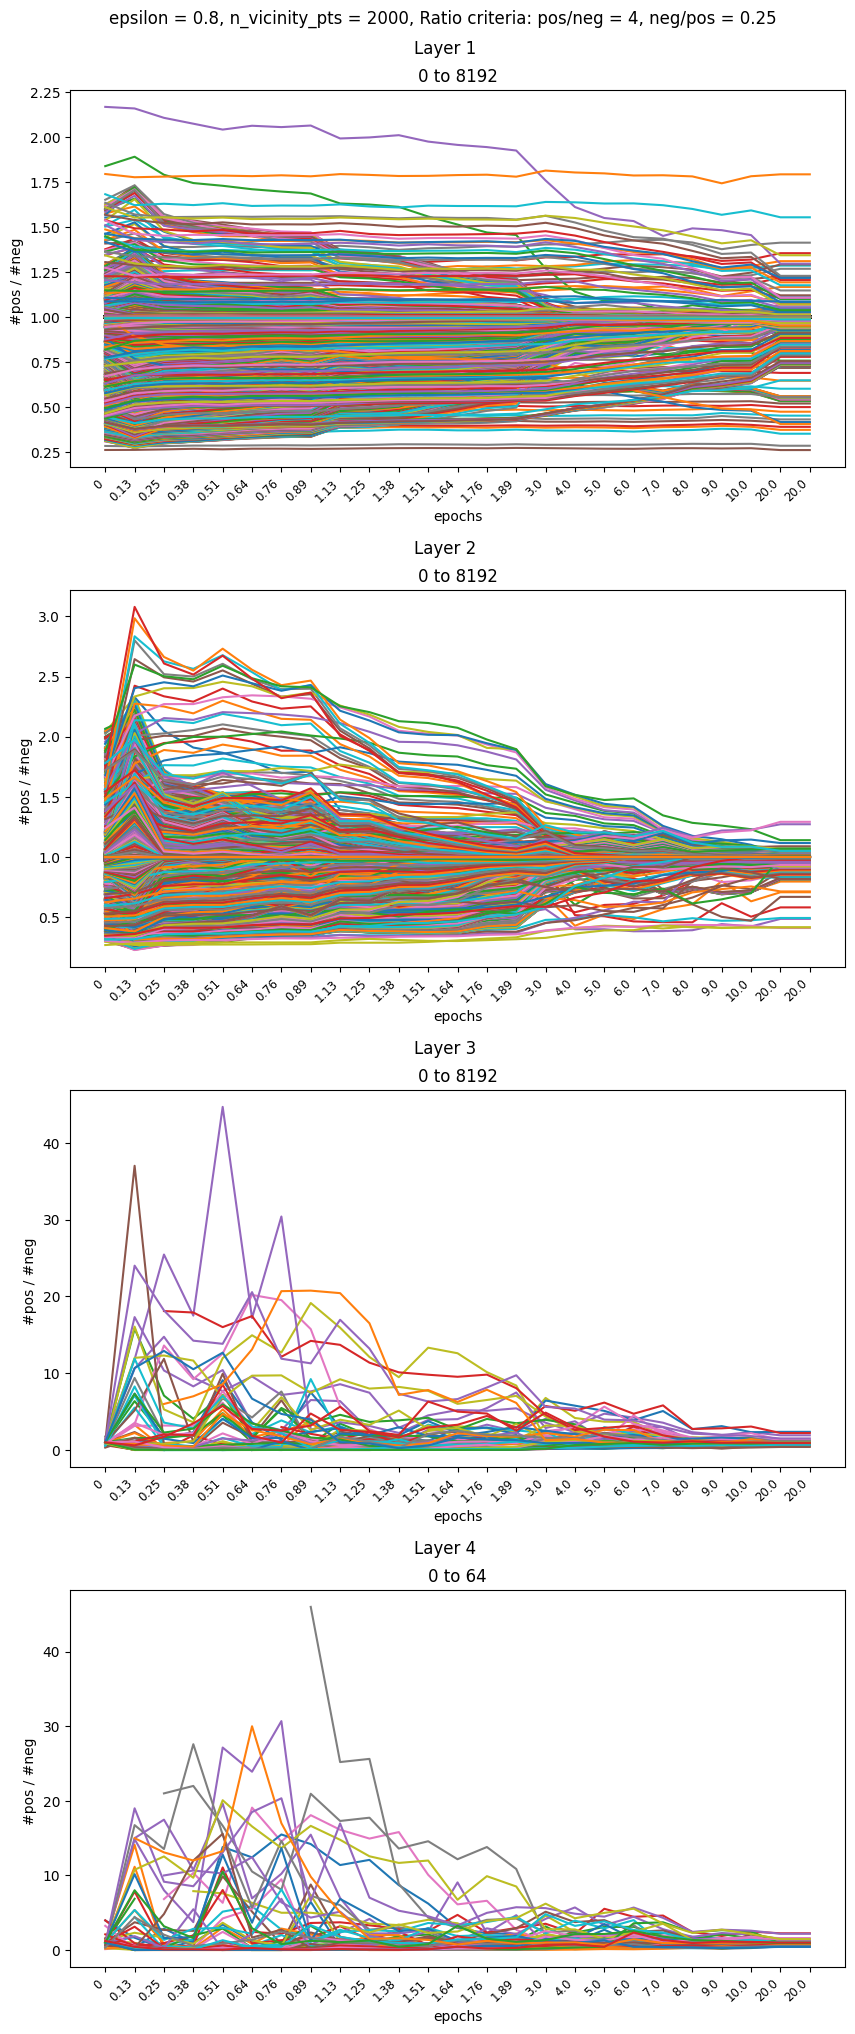 epsilon = 0.8, n_vicinity_pts = 2000, Ratio criteria: pos/neg = 4, neg/pos = 0.25
Layer 1
0 to 8192
#pos / #neg
2.25
2.00
1.75
1.50
1.25
1.00
0.75
0.50
0.25
0 0.13 0.25 0.38 0.51 0.64 0.76 0.89 1.13 1.25 1.38 1.51 1.64 1.76 1.89 3.0 4.0 5.0 6.0 7.0 8.0 9.0 10.0 20.0 20.0
epochs
Layer 2
0 to 8192
#pos / #neg
3.0
2.5
2.0
1.5
1.0
0.5
0 0.13 0.25 0.38 0.51 0.64 0.76 0.89 1.13 1.25 1.38 1.51 1.64 1.76 1.89 3.0 4.0 5.0 6.0 7.0 8.0 9.0 10.0 20.0 20.0
epochs
Layer 3
0 to 8192
#pos / #neg
40
30
20
10
0
0 0.13 0.25 0.38 0.51 0.64 0.76 0.89 1.13 1.25 1.38 1.51 1.64 1.76 1.89 3.0 4.0 5.0 6.0 7.0 8.0 9.0 10.0 20.0 20.0
epochs
Layer 4
0 to 64
#pos / #neg
40
30
20
10
0
0 0.13 0.25 0.38 0.51 0.64 0.76 0.89 1.13 1.25 1.38 1.51 1.64 1.76 1.89 3.0 4.0 5.0 6.0 7.0 8.0 9.0 10.0 20.0 20.0
epochs